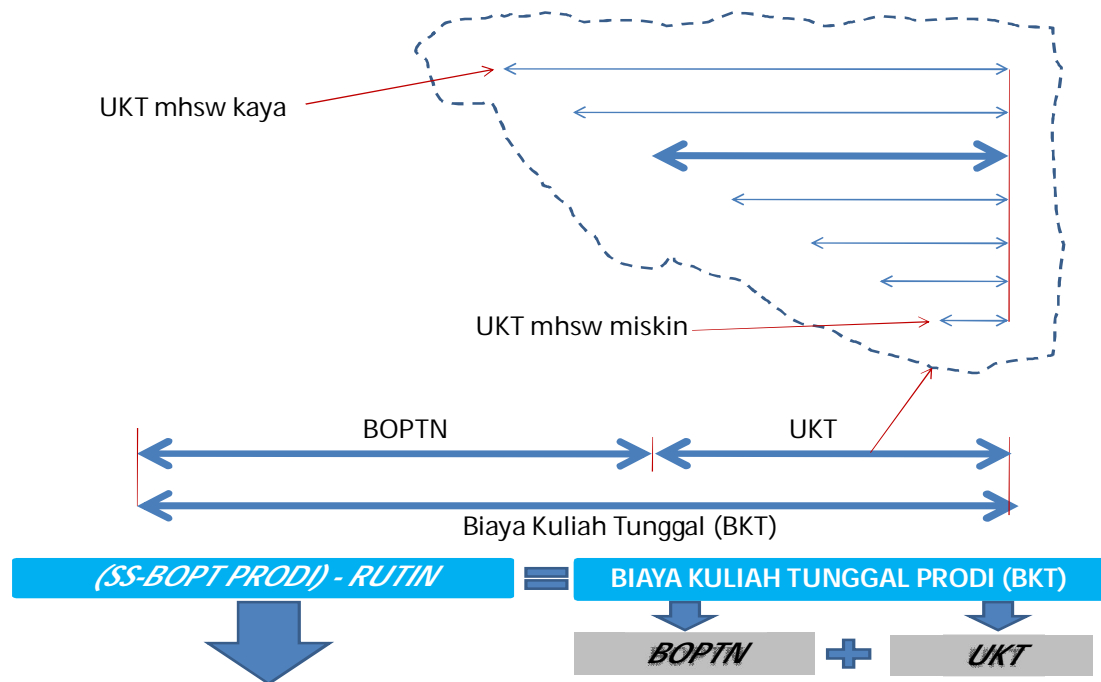 UKT mhsw kaya
UKT mhsw miskin
BOPTN
UKT
Biaya Kuliah Tunggal (BKT)
(SS-BOPT PRODI) - RUTIN
BIAYA KULIAH TUNGGAL PRODI (BKT)
BOPTN
UKT